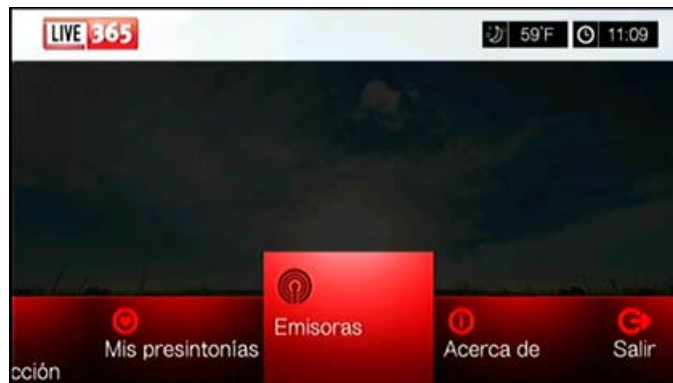 LIVE 365
59°F
11:09
Emisoras
Mis presintonías
Acerca de
Salir
cción